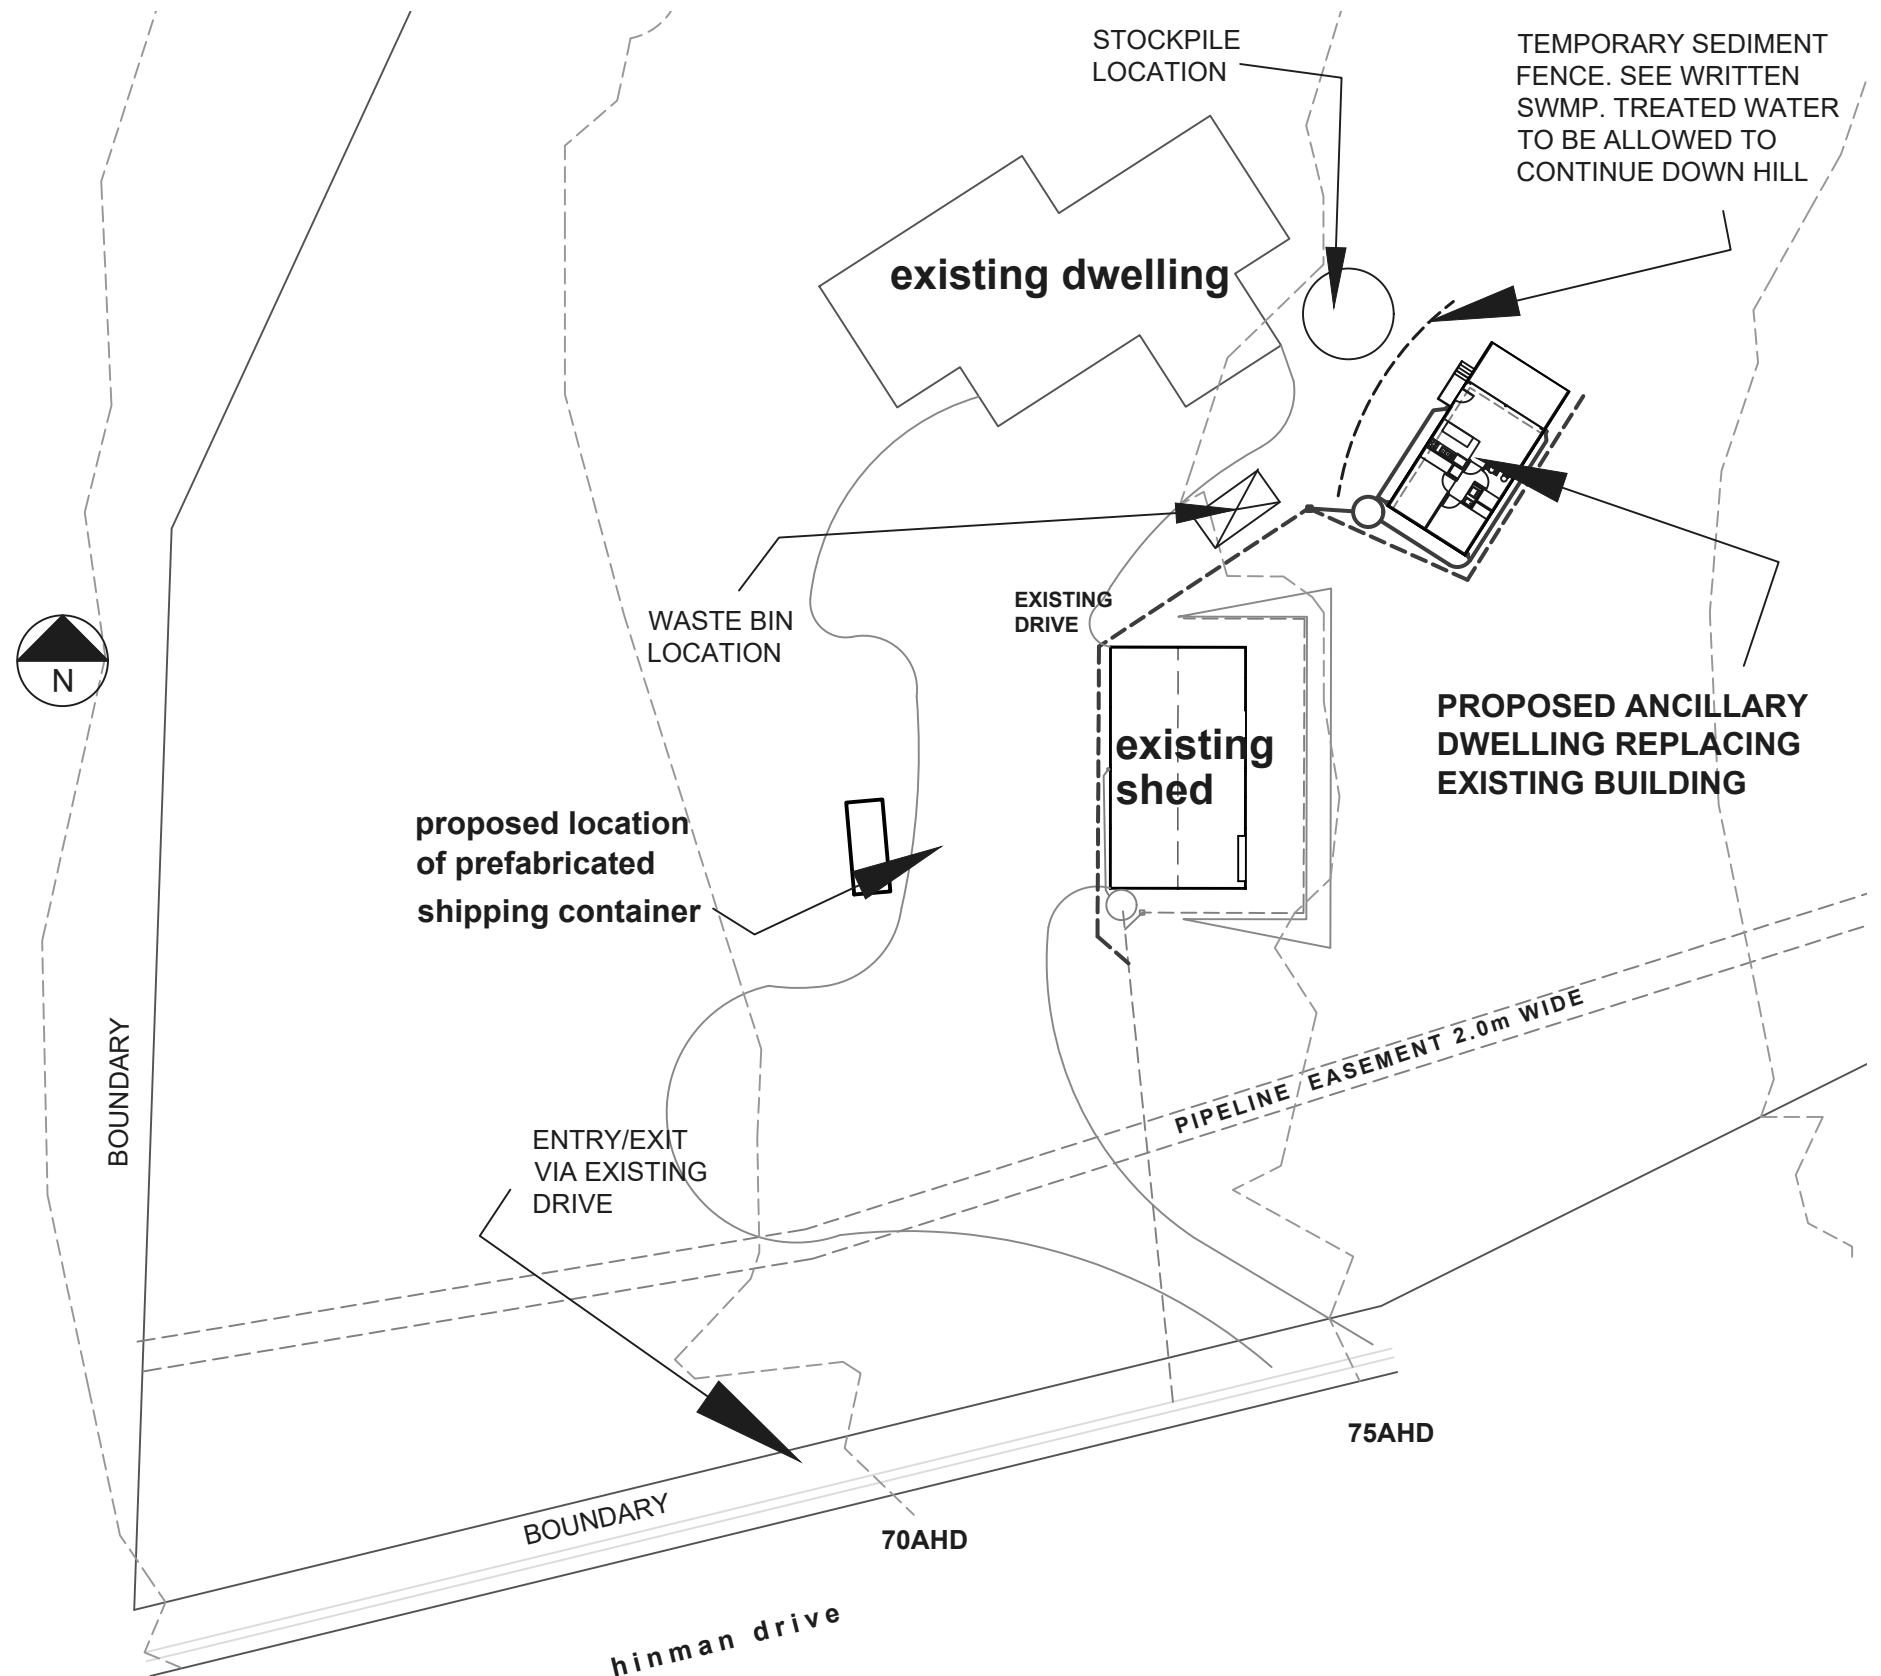 STOCKPILE
LOCATION
TEMPORARY SEDIMENT
FENCE. SEE WRITTEN
SWMP. TREATED WATER
TO BE ALLOWED TO
CONTINUE DOWN HILL
existing dwelling
WASTE BIN
LOCATION
EXISTING
DRIVE
N
PROPOSED ANCILLARY
DWELLING REPLACING
EXISTING BUILDING
existing
shed
proposed location
of prefabricated
shipping container
PIPELINE EASEMENT 2.0m WIDE
BOUNDARY
ENTRY/EXIT
VIA EXISTING
DRIVE
75AHD
BOUNDARY
70AHD
hinman drive